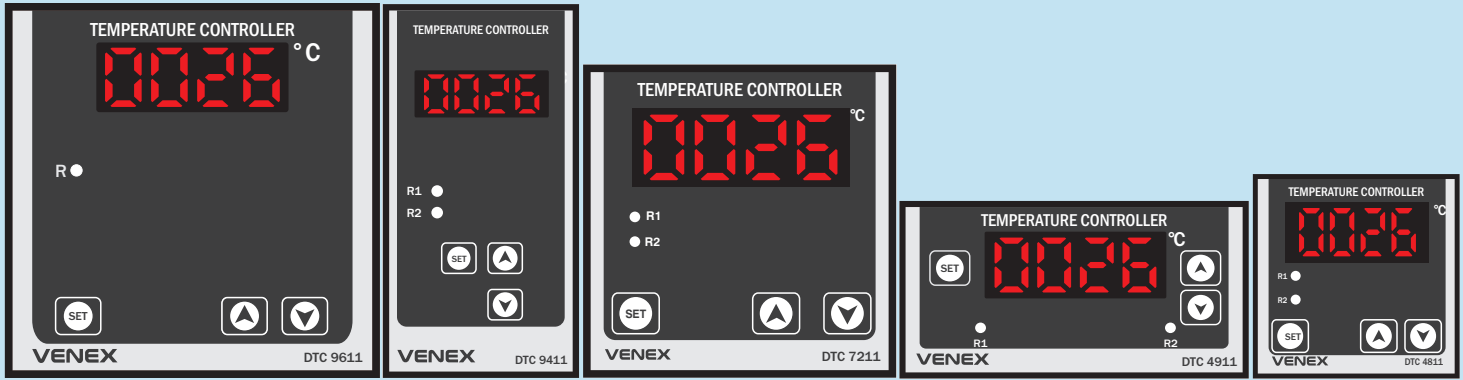 TEMPERATURE CONTROLLER
0026 °C
R
SET
VENEX DTC 9611
TEMPERATURE CONTROLLER
0026
R1
R2
SET
VENEX DTC 9411
TEMPERATURE CONTROLLER
0026 °C
R1
R2
SET
VENEX DTC 7211
TEMPERATURE CONTROLLER
0026 °C
SET
R1 R2
VENEX DTC 4911
TEMPERATURE CONTROLLER
0026 °C
R1
R2
SET
VENEX DTC 4811